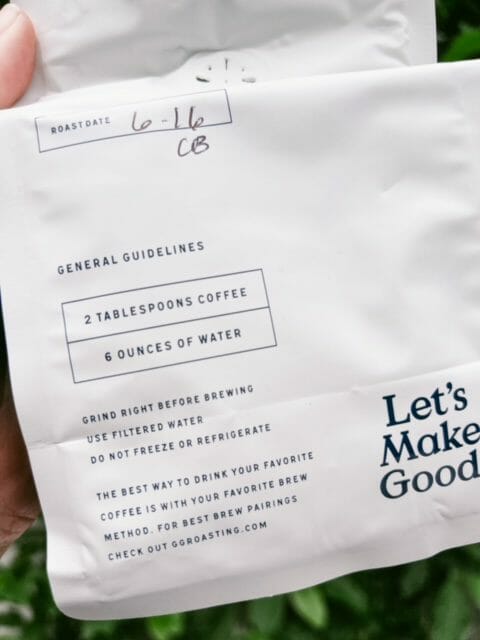 ROAST DATE 6-16
CB
GENERAL GUIDELINES
2 TABLESPOONS COFFEE
6 OUNCES OF WATER
GRIND RIGHT BEFORE BREWING
USE FILTERED WATER
DO NOT FREEZE OR REFRIGERATE
THE BEST WAY TO DRINK YOUR FAVORITE
COFFEE IS WITH YOUR FAVORITE BREW
METHOD. FOR BEST BREW PAIRINGS
CHECK OUT GGROASTING.COM
Let's
Make
Good